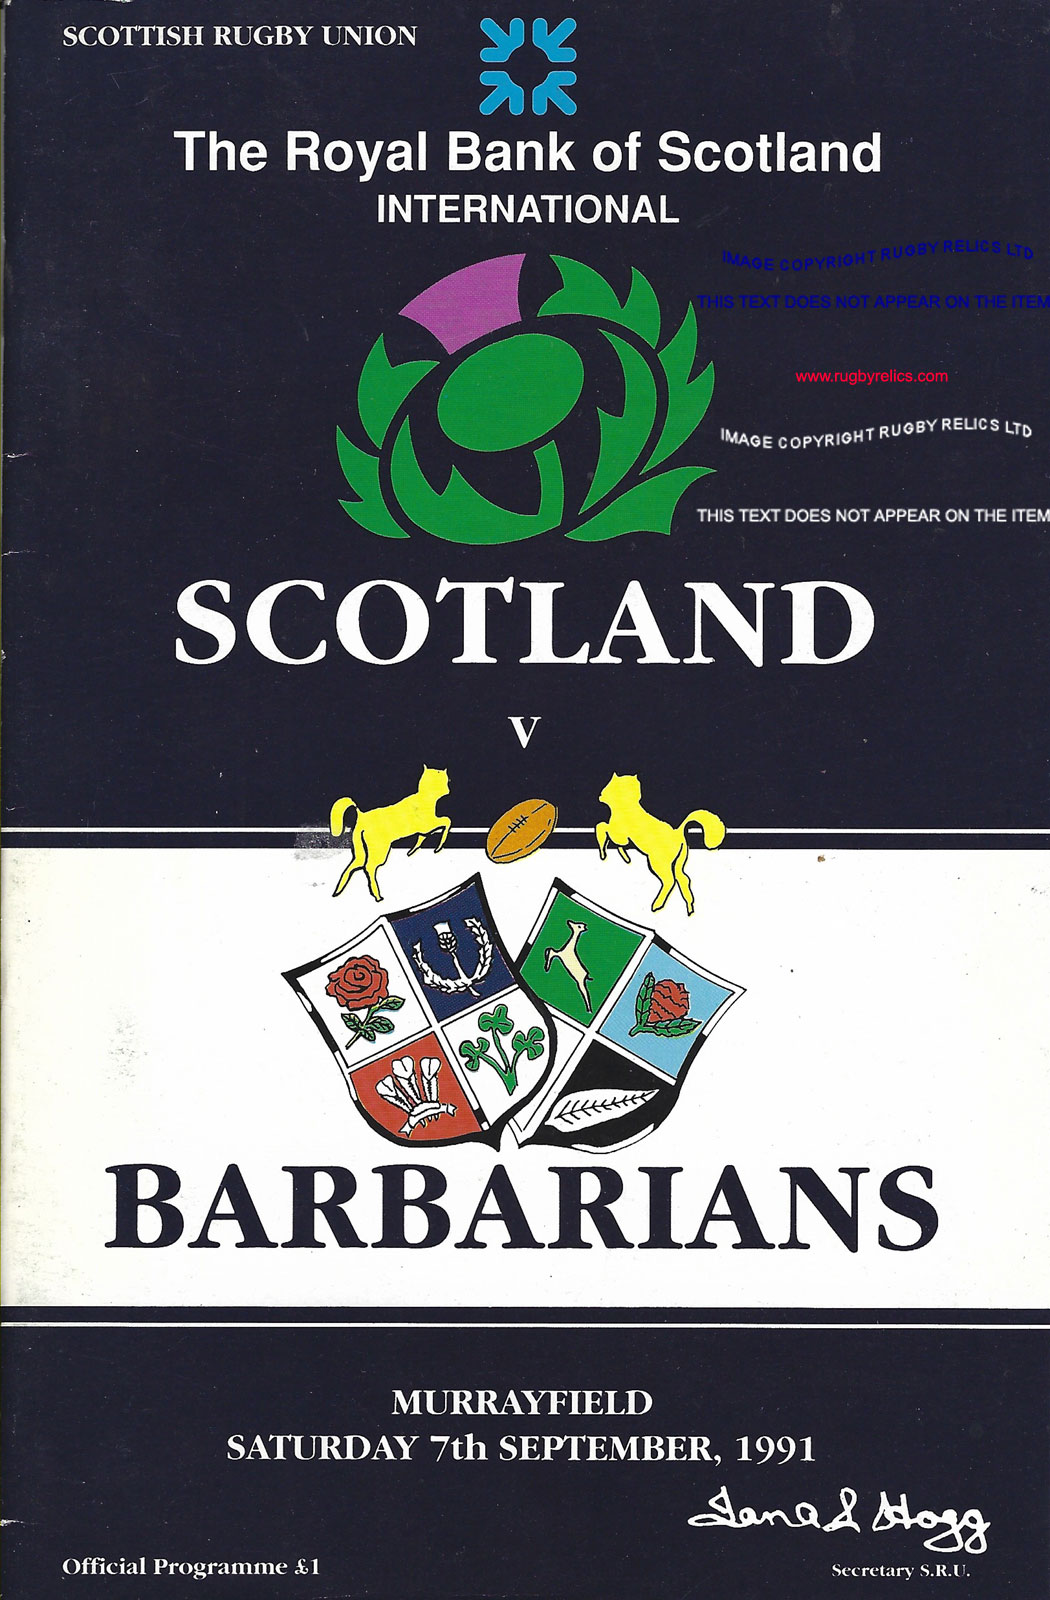 SCOTTISH RUGBY UNION
The Royal Bank of Scotland
INTERNATIONAL
IMAGE COPYRIGHT RUGBY RELICS LTD
THIS TEXT DOES NOT APPEAR ON THE ITEM
www.rugbyrelics.com
IMAGE COPYRIGHT RUGBY RELICS LTD
THIS TEXT DOES NOT APPEAR ON THE ITEM
SCOTLAND
V
BARBARIANS
MURRAYFIELD
SATURDAY 7th SEPTEMBER, 1991
Hogg
Official Programme £1
Secretary S.R.U.